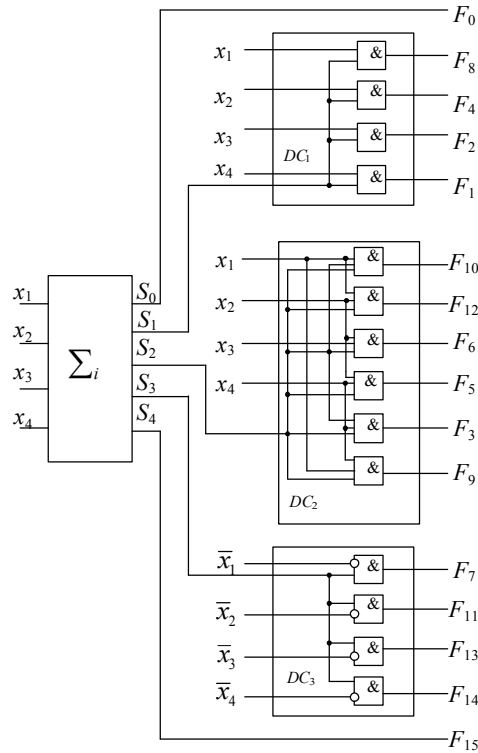 F₀
x₁ & F₈
x₂ & F₄
x₃ & F₂
DC₁
x₄ & F₁
x₁ & F₁₀
x₂ & F₁₂
x₃ & F₆
x₄ & F₅
& F₃
& F₉
DC₂
x₁ S₀
x₂ S₁
S₂
x₃ ∑ᵢ S₃
x₄ S₄
x̅₁ & F₇
x̅₂ & F₁₁
x̅₃ & F₁₃
DC₃
x̅₄ & F₁₄
F₁₅